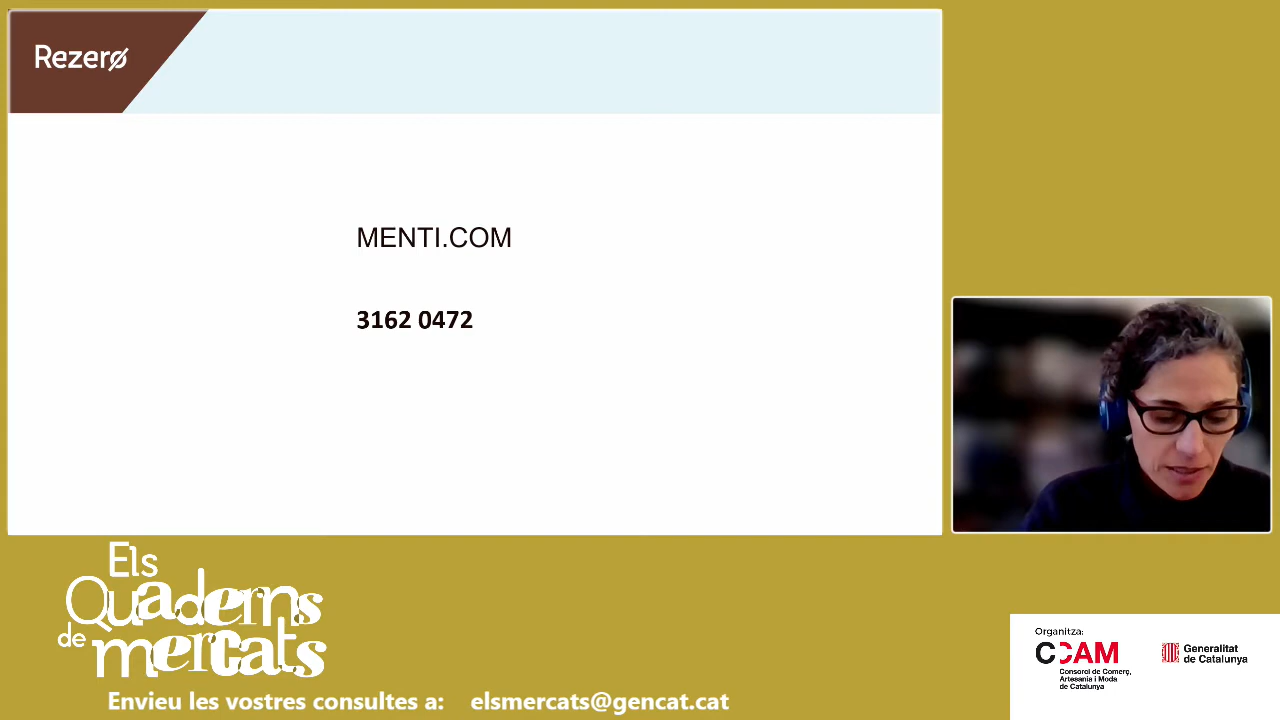 Rezero
MENTI.COM
3162 0472
Els
Quaderns
de mercats
Envieu les vostres consultes a: elsmercats@gencat.cat
Organitza:
CCAM
Consorci de Comerç,
Artesania i Moda
de Catalunya
Generalitat
de Catalunya